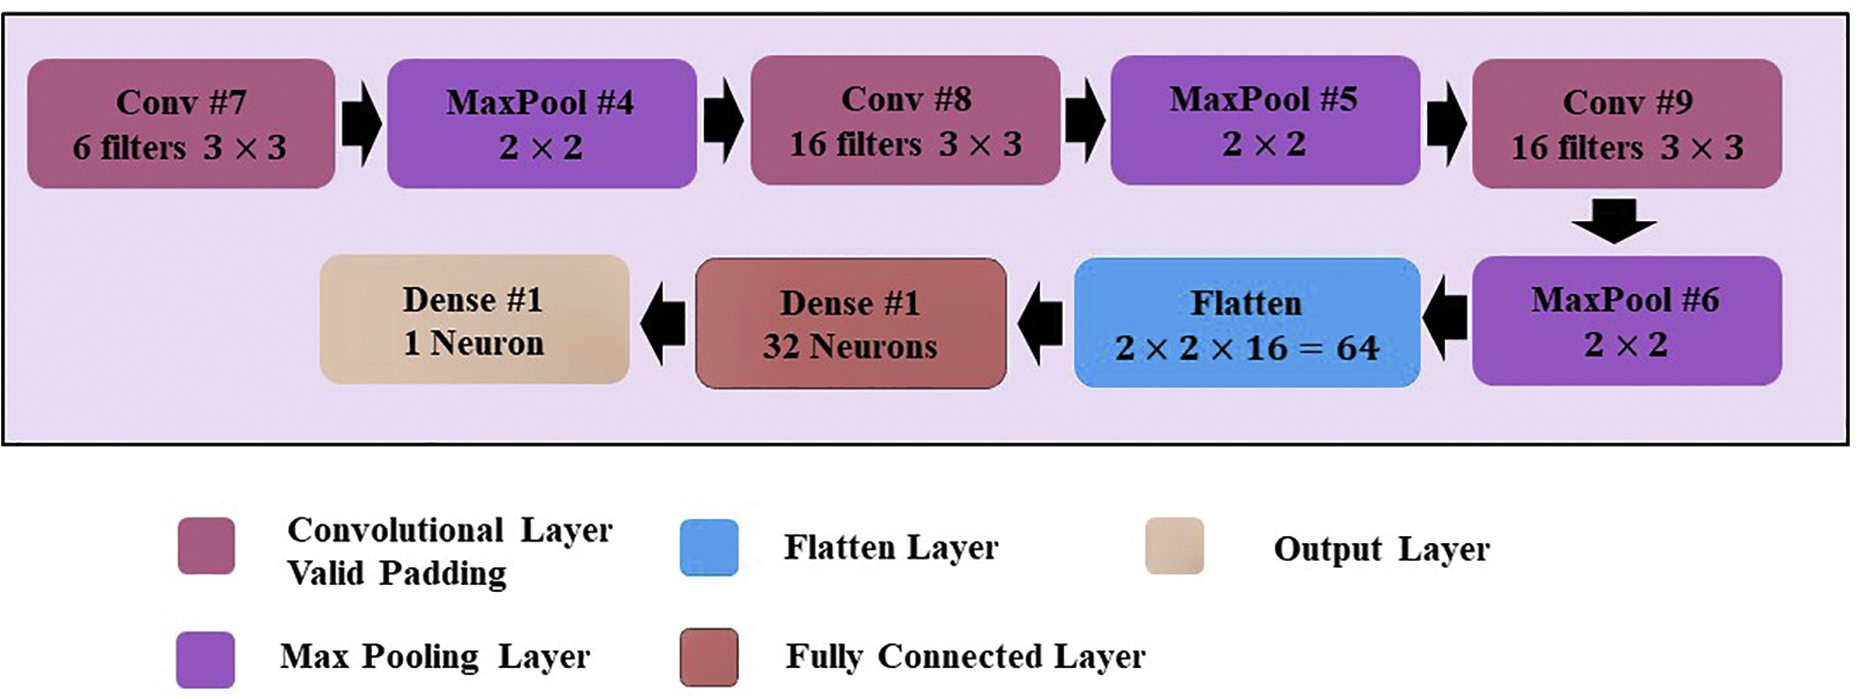 Conv #7
6 filters 3 × 3
MaxPool #4
2 × 2
Conv #8
16 filters 3 × 3
MaxPool #5
2 × 2
Conv #9
16 filters 3 × 3
MaxPool #6
2 × 2
Flatten
2 × 2 × 16 = 64
Dense #1
32 Neurons
Dense #1
1 Neuron
Convolutional Layer
Valid Padding
Flatten Layer
Output Layer
Max Pooling Layer
Fully Connected Layer